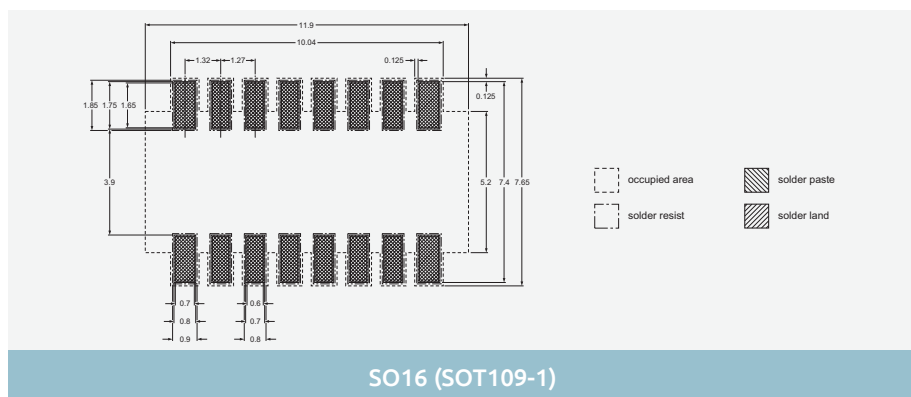 11.9
10.04
1.32 1.27 0.125
0.125
1.85 1.75 1.65
3.9
5.2 7.4 7.65
occupied area
solder paste
solder resist
solder land
0.7 0.6
0.8 0.7
0.9 0.8
SO16 (SOT109-1)